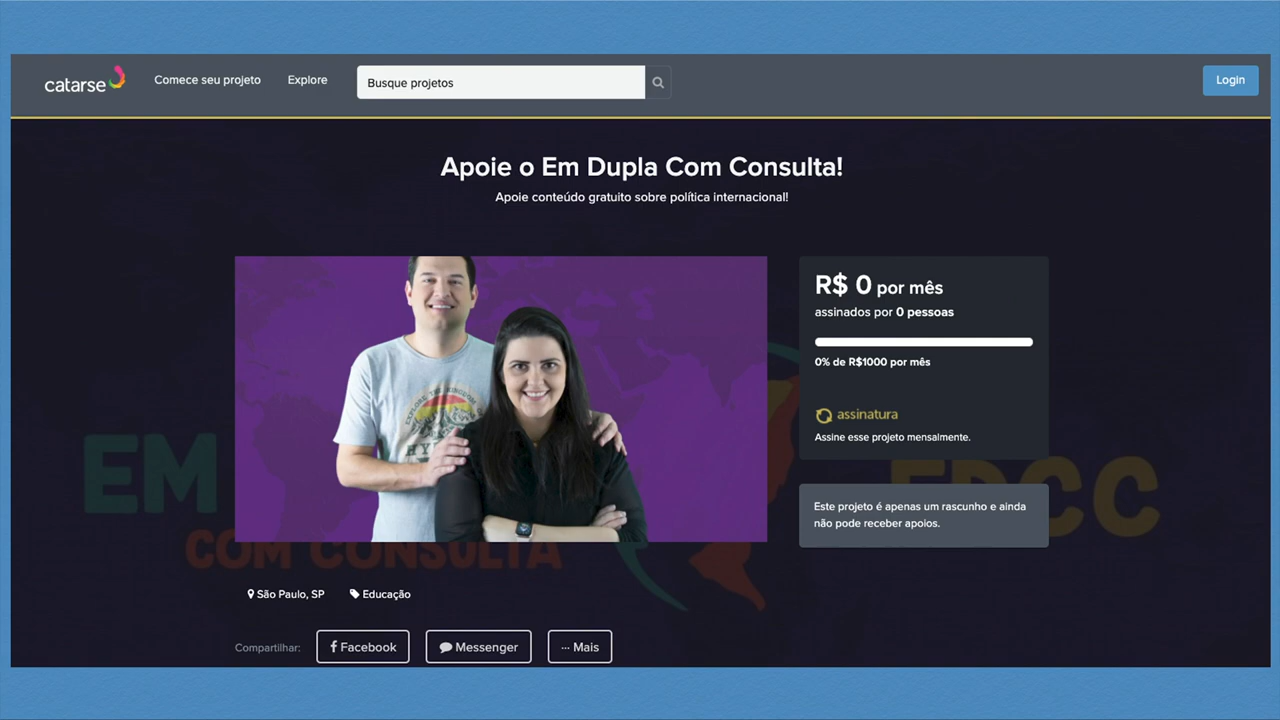 catarse
Comece seu projeto
Explore
Busque projetos
Login
Apoie o Em Dupla Com Consulta!
Apoie conteúdo gratuito sobre política internacional!
R$ 0 por mês
assinados por 0 pessoas
0% de R$1000 por mês
assinatura
Assine esse projeto mensalmente.
Este projeto é apenas um rascunho e ainda
não pode receber apoios.
EM
COM CONSULTA
EDCC
São Paulo, SP
Educação
Compartilhar:
Facebook
Messenger
··· Mais